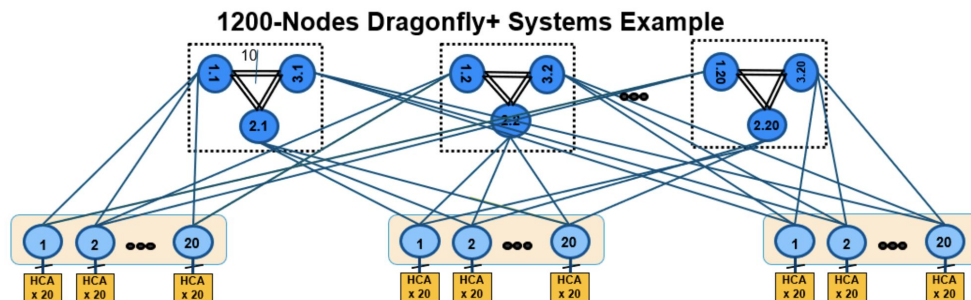 1200-Nodes Dragonfly+ Systems Example
10
1.1
3.1
2.1
1.2
3.2
2.2
1.20
3.20
2.20
1
2
20
1
2
20
1
2
20
HCA
x 20
HCA
x 20
HCA
x 20
HCA
x 20
HCA
x 20
HCA
x 20
HCA
x 20
HCA
x 20
HCA
x 20